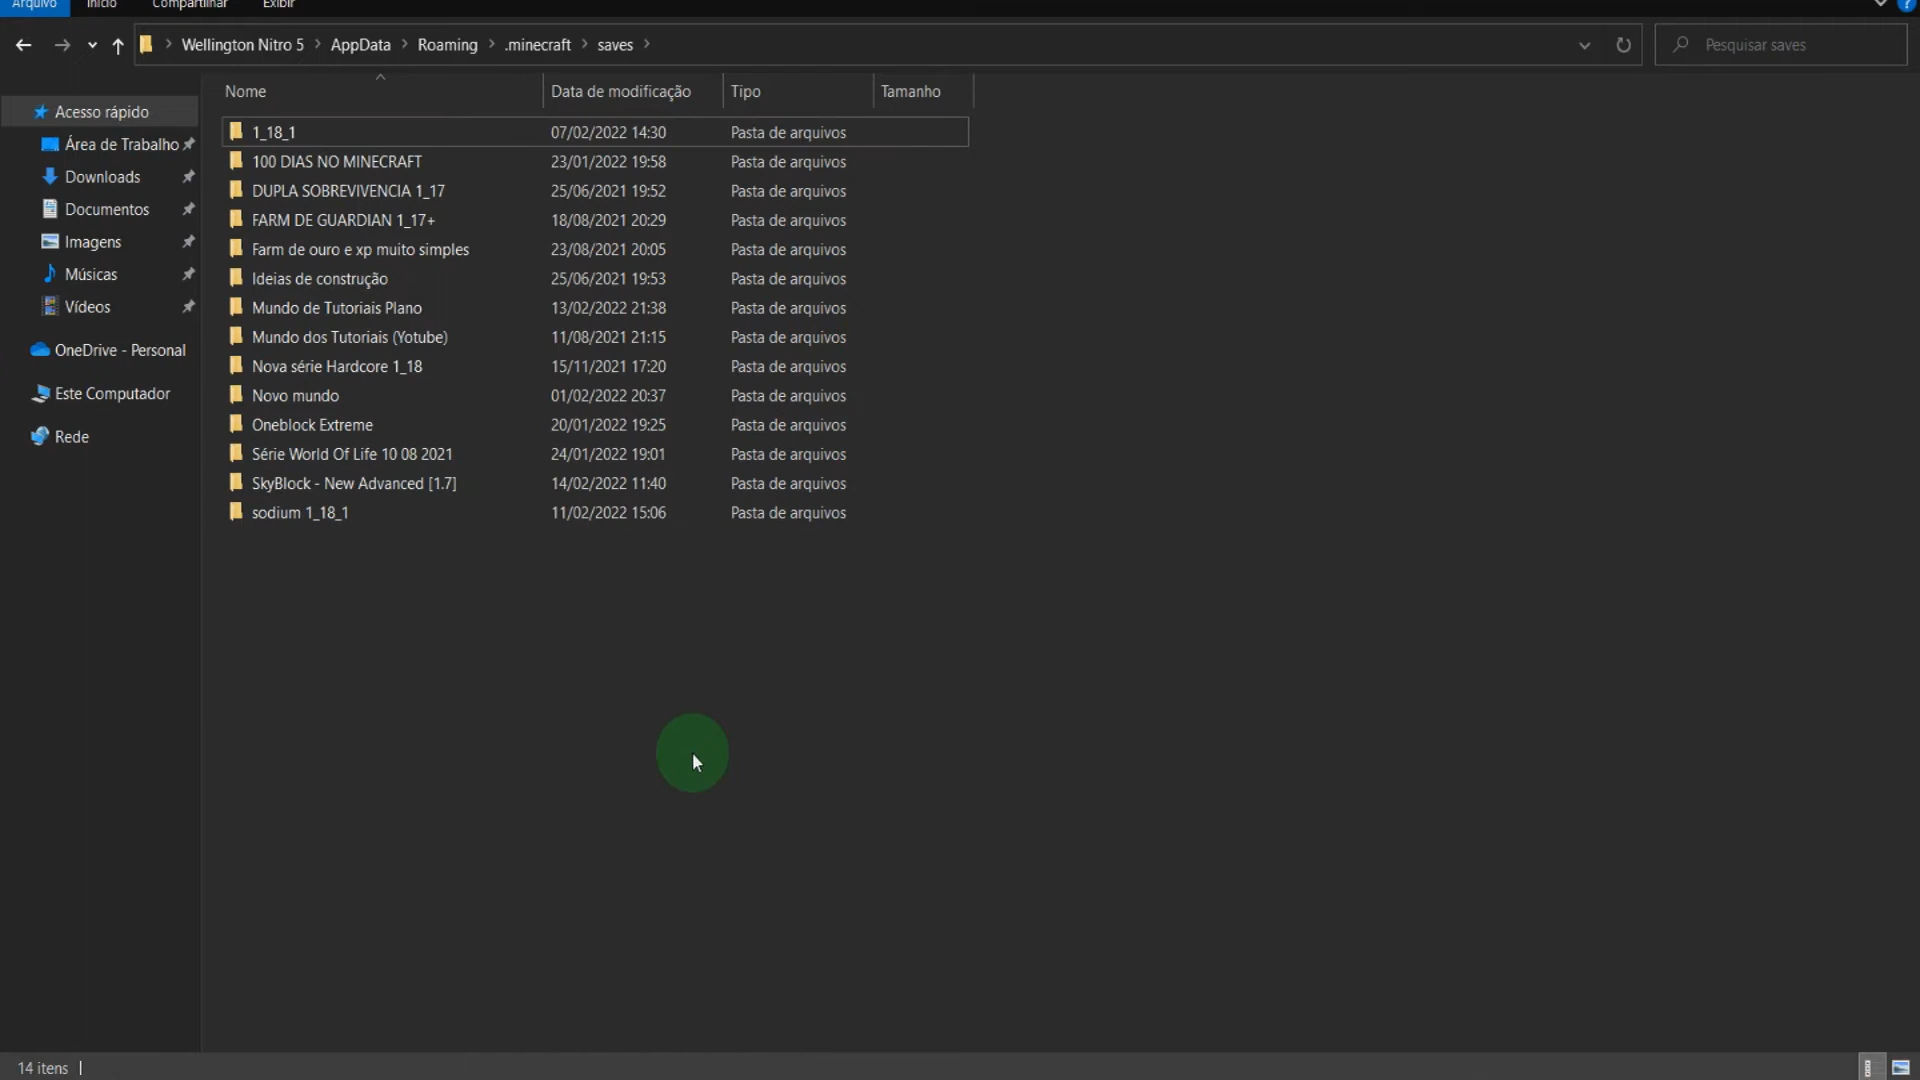 Arquivo Início Compartilhar Exibir
Wellington Nitro 5 AppData Roaming .minecraft saves
Pesquisar saves
Nome Data de modificação Tipo Tamanho
Acesso rápido
Área de Trabalho
Downloads
Documentos
Imagens
Músicas
Vídeos
OneDrive - Personal
Este Computador
Rede
1_18_1 07/02/2022 14:30 Pasta de arquivos
100 DIAS NO MINECRAFT 23/01/2022 19:58 Pasta de arquivos
DUPLA SOBREVIVENCIA 1_17 25/06/2021 19:52 Pasta de arquivos
FARM DE GUARDIAN 1_17+ 18/08/2021 20:29 Pasta de arquivos
Farm de ouro e xp muito simples 23/08/2021 20:05 Pasta de arquivos
Ideias de construção 25/06/2021 19:53 Pasta de arquivos
Mundo de Tutoriais Plano 13/02/2022 21:38 Pasta de arquivos
Mundo dos Tutoriais (Yotube) 11/08/2021 21:15 Pasta de arquivos
Nova série Hardcore 1_18 15/11/2021 17:20 Pasta de arquivos
Novo mundo 01/02/2022 20:37 Pasta de arquivos
Oneblock Extreme 20/01/2022 19:25 Pasta de arquivos
Série World Of Life 10 08 2021 24/01/2022 19:01 Pasta de arquivos
SkyBlock - New Advanced [1.7] 14/02/2022 11:40 Pasta de arquivos
sodium 1_18_1 11/02/2022 15:06 Pasta de arquivos
14 itens